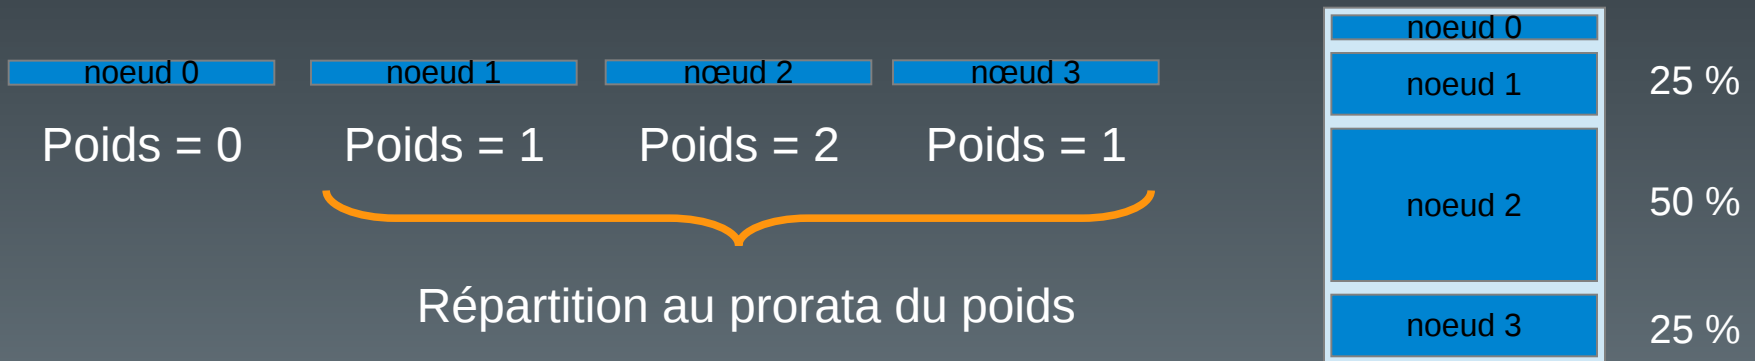 noeud 0
noeud 1
nœud 2
nœud 3
Poids = 0
Poids = 1
Poids = 2
Poids = 1
Répartition au prorata du poids
noeud 0
noeud 1
25 %
noeud 2
50 %
noeud 3
25 %